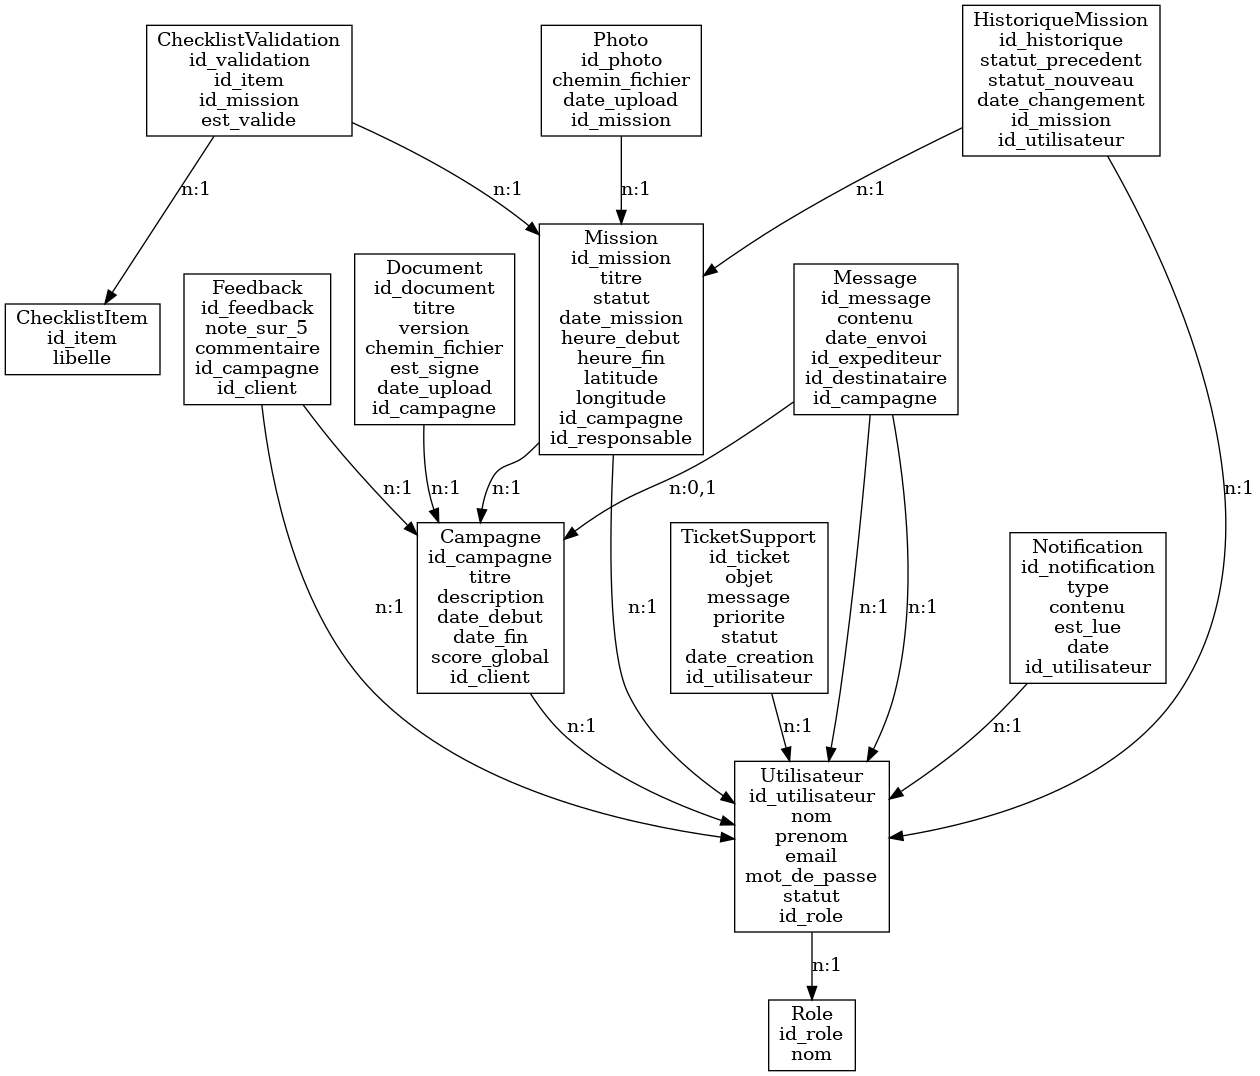 ChecklistValidation
id_validation
id_item
id_mission
est_valide
Photo
id_photo
chemin_fichier
date_upload
id_mission
HistoriqueMission
id_historique
statut_precedent
statut_nouveau
date_changement
id_mission
id_utilisateur
n:1
n:1
n:1
n:1
ChecklistItem
id_item
libelle
Feedback
id_feedback
note_sur_5
commentaire
id_campagne
id_client
Document
id_document
titre
version
chemin_fichier
est_signe
date_upload
id_campagne
Mission
id_mission
titre
statut
date_mission
heure_debut
heure_fin
latitude
longitude
id_campagne
id_responsable
Message
id_message
contenu
date_envoi
id_expediteur
id_destinataire
id_campagne
n:1
n:1
n:1
n:0,1
n:1
Campagne
id_campagne
titre
description
date_debut
date_fin
score_global
id_client
TicketSupport
id_ticket
objet
message
priorite
statut
date_creation
id_utilisateur
Notification
id_notification
type
contenu
est_lue
date
id_utilisateur
n:1
n:1
n:1
n:1
n:1
n:1
n:1
Utilisateur
id_utilisateur
nom
prenom
email
mot_de_passe
statut
id_role
n:1
Role
id_role
nom